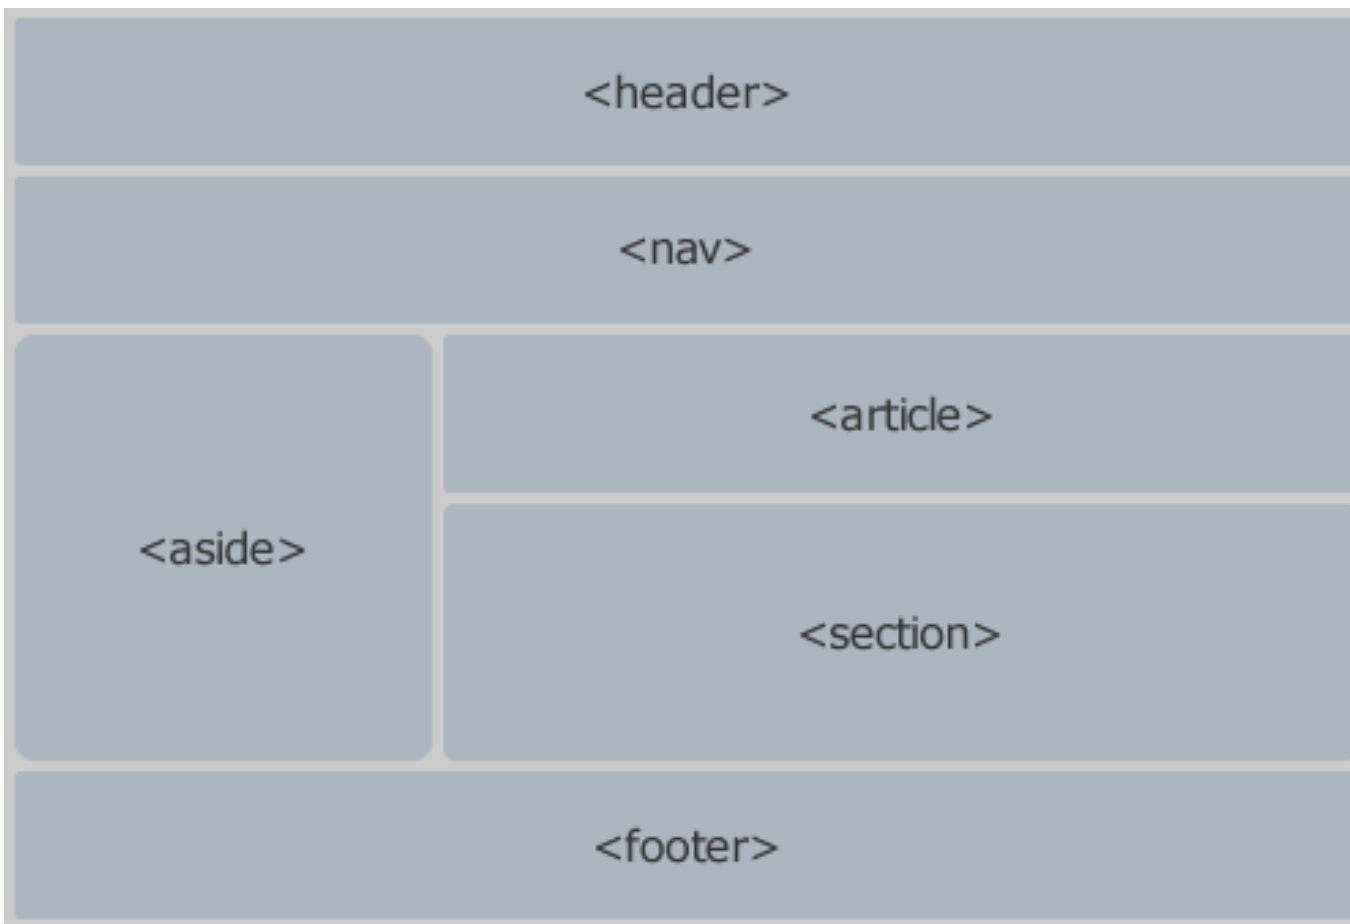 <header>
<nav>
<aside>
<article>
<section>
<footer>